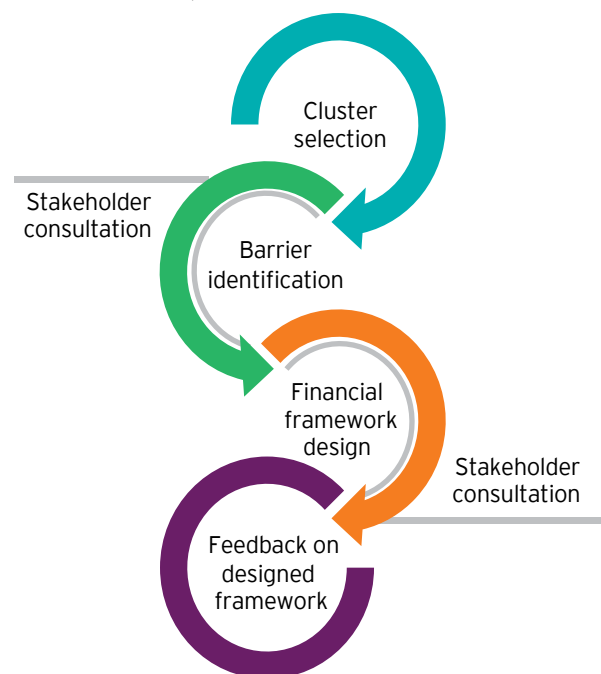 Cluster
selection
Stakeholder
consultation
Barrier
identification
Financial
framework
design
Stakeholder
consultation
Feedback on
designed
framework